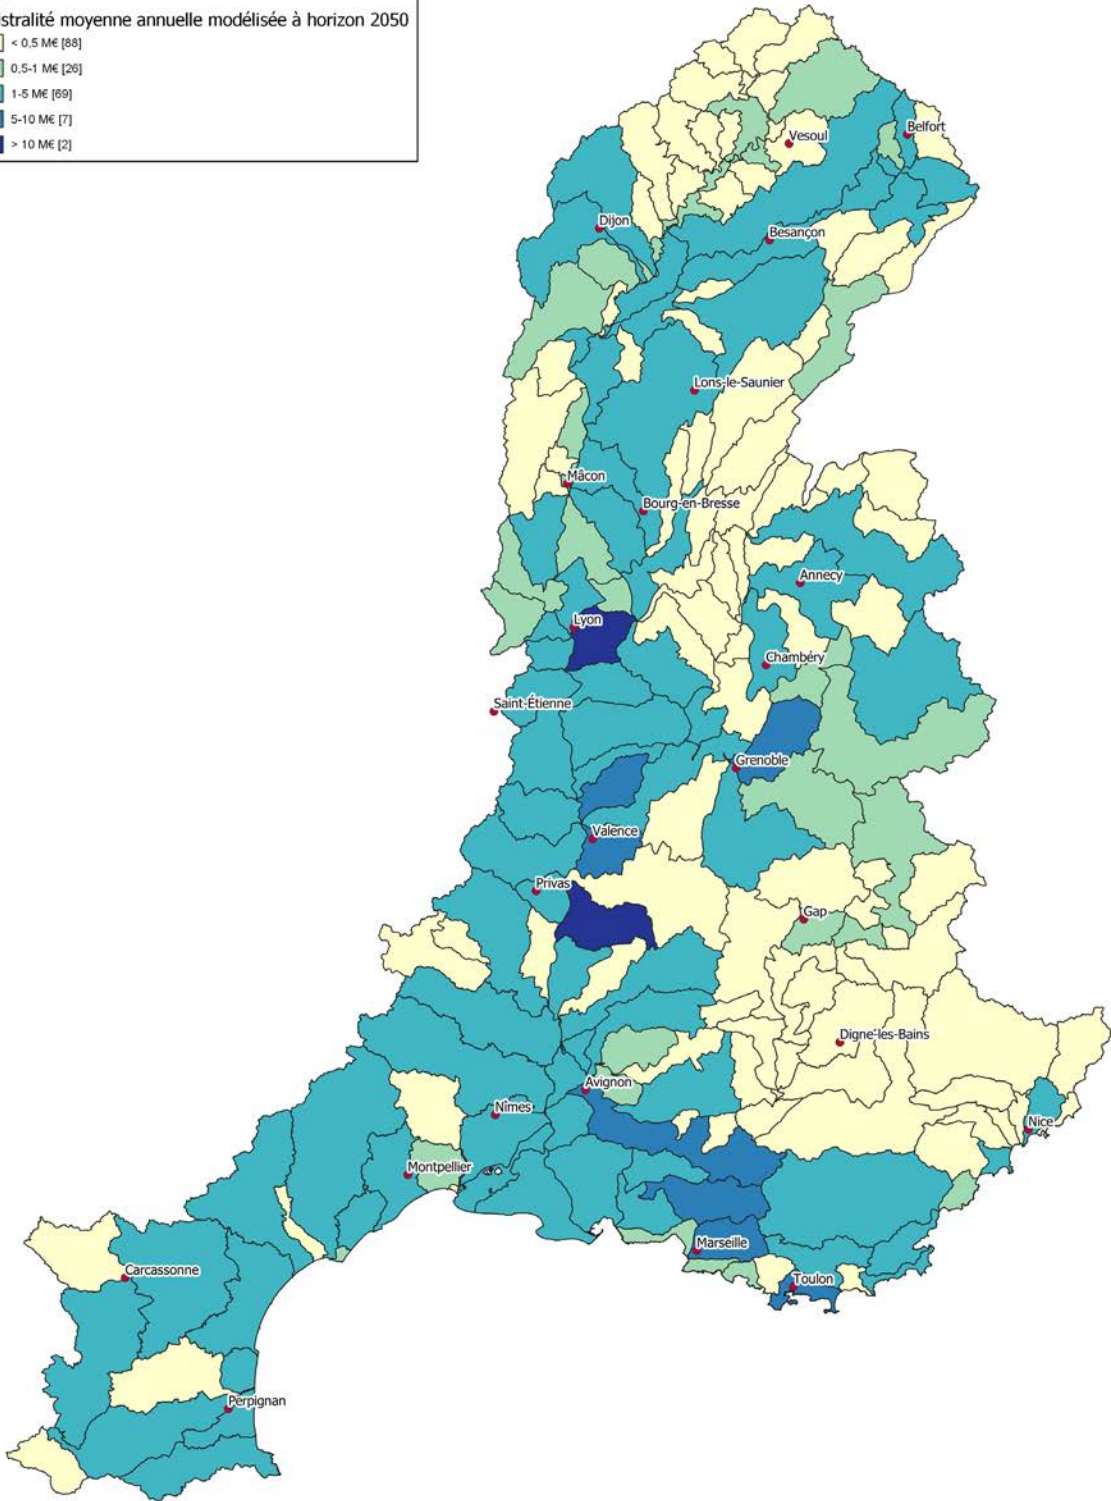 moyenne annuelle modélisée à horizon 2050
< 0,5 M€ [88]
0,5-1 M€ [26]
1-5 M€ [69]
5-10 M€ [7]
> 10 M€ [2]
Belfort
Vesoul
Dijon
Besançon
Lons-le-Saunier
Mâcon
Bourg-en-Bresse
Annecy
Lyon
Chambéry
Saint-Étienne
Grenoble
Valence
Privas
Gap
Digne-les-Bains
Avignon
Nîmes
Nice
Montpellier
Marseille
Carcassonne
Toulon
Perpignan